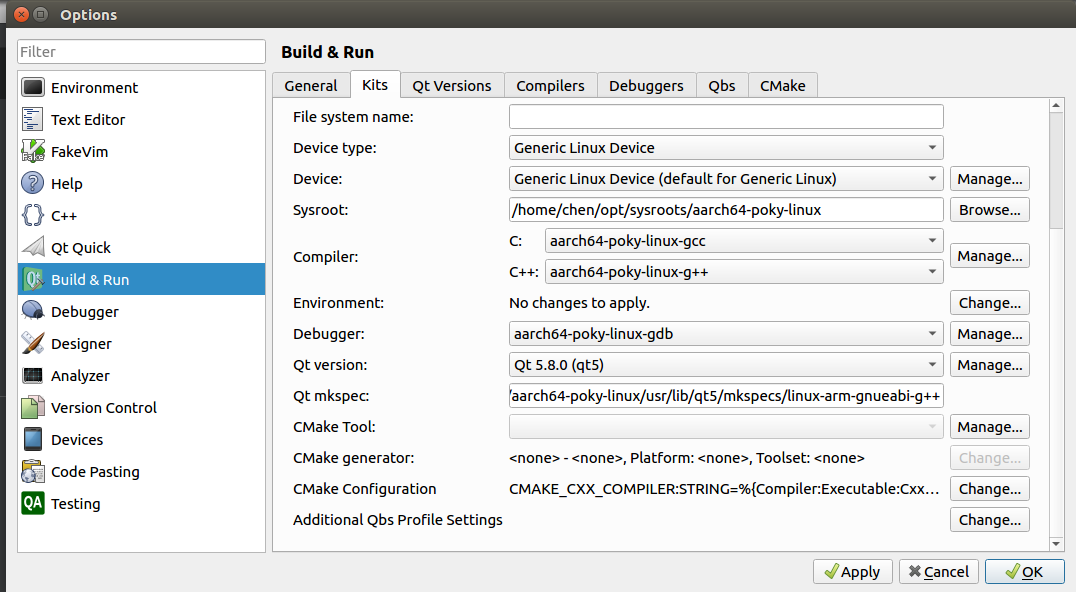 Options
Filter
Environment
Text Editor
FakeVim
Help
C++
Qt Quick
Build & Run
Debugger
Designer
Analyzer
Version Control
Devices
Code Pasting
Testing
Build & Run
General Kits Qt Versions Compilers Debuggers Qbs CMake
File system name:
Device type: Generic Linux Device
Device: Generic Linux Device (default for Generic Linux) Manage...
Sysroot: /home/chen/opt/sysroots/aarch64-poky-linux Browse...
Compiler: C: aarch64-poky-linux-gcc Manage...
C++: aarch64-poky-linux-g++
Environment: No changes to apply. Change...
Debugger: aarch64-poky-linux-gdb Manage...
Qt version: Qt 5.8.0 (qt5) Manage...
Qt mkspec: /aarch64-poky-linux/usr/lib/qt5/mkspecs/linux-arm-gnueabi-g++
CMake Tool: Manage...
CMake generator: <none> - <none>, Platform: <none>, Toolset: <none> Change...
CMake Configuration CMAKE_CXX_COMPILER:STRING=%{Compiler:Executable:Cxx... Change...
Additional Qbs Profile Settings Change...
Apply Cancel OK